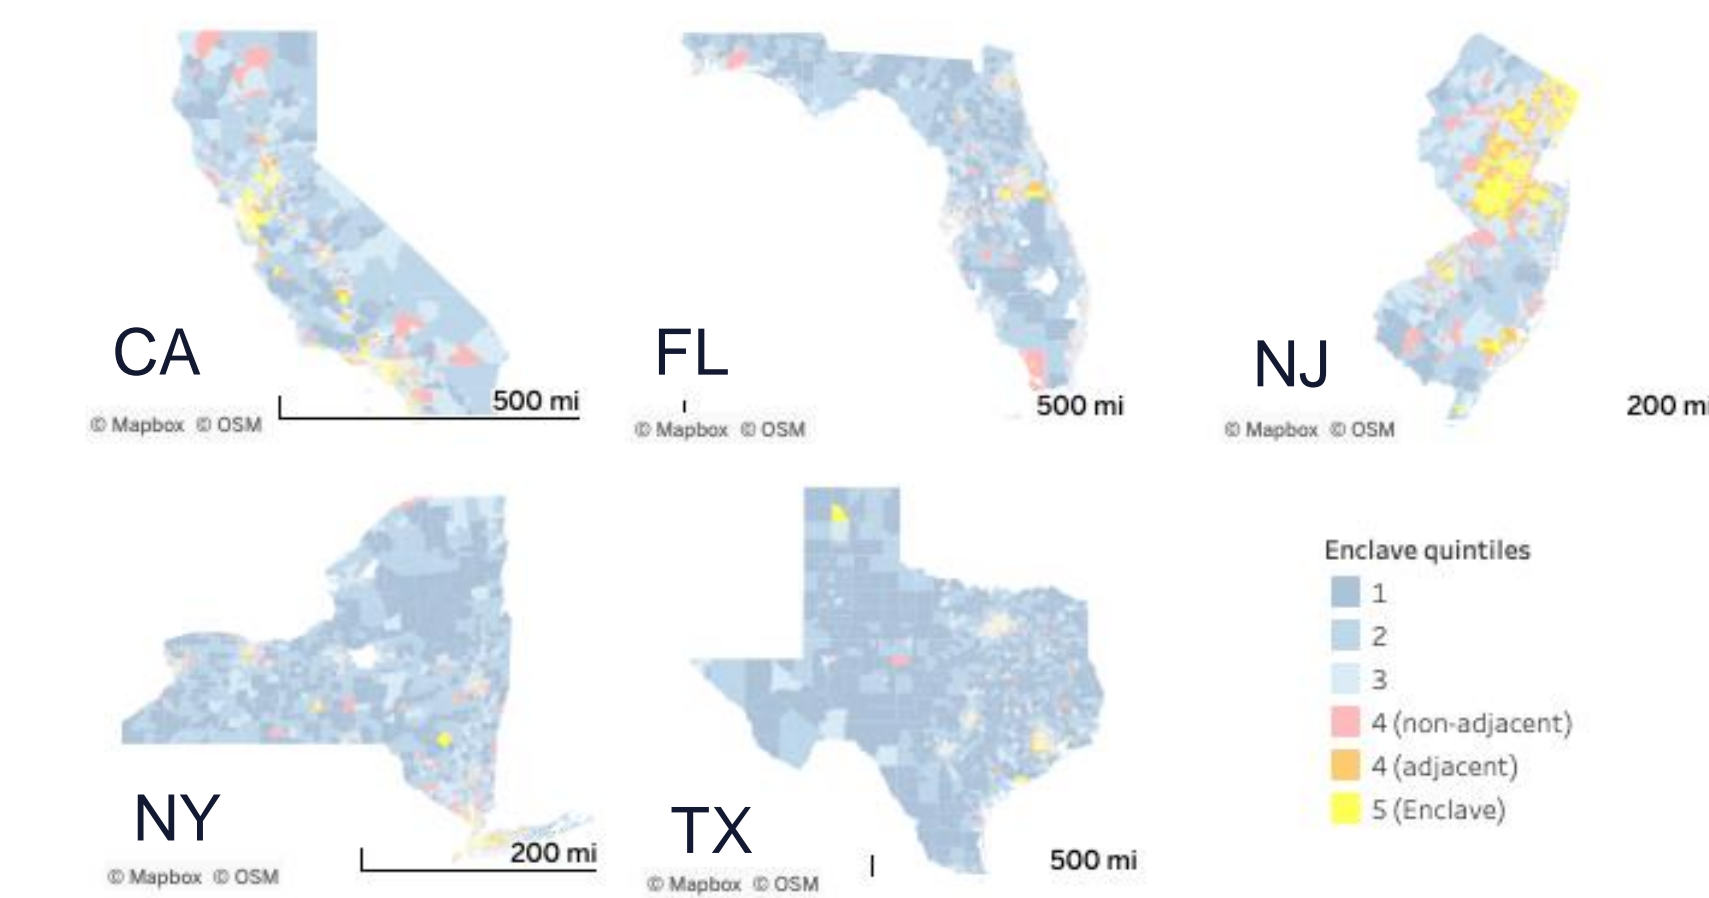 CA
500 mi
© Mapbox © OSM
FL
500 mi
© Mapbox © OSM
NJ
200 mi
© Mapbox © OSM
NY
200 mi
© Mapbox © OSM
TX
500 mi
© Mapbox © OSM
Enclave quintiles
1
2
3
4 (non-adjacent)
4 (adjacent)
5 (Enclave)